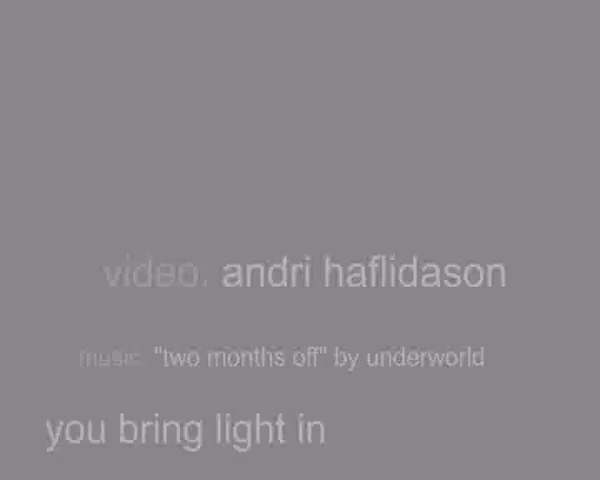 video: andri haflidason
music: "two months off" by underworld
you bring light in